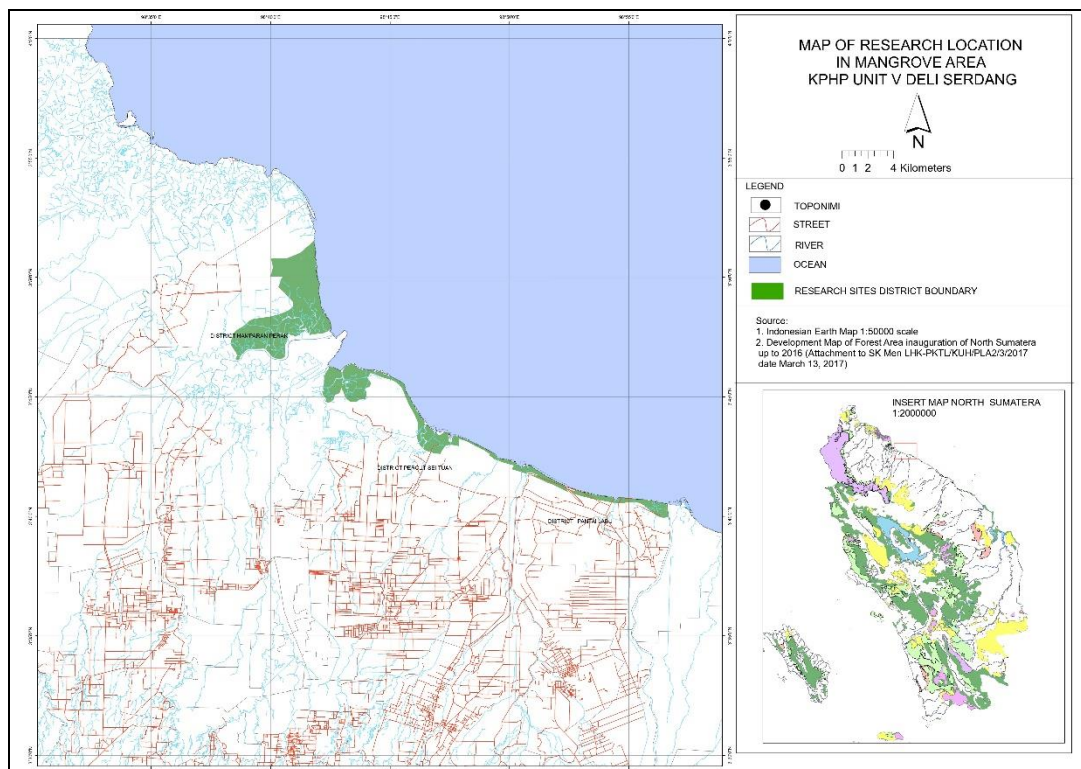 MAP OF RESEARCH LOCATION
IN MANGROVE AREA
KPHP UNIT V DELI SERDANG
N
0 1 2 4 Kilometers
LEGEND
TOPONIMI
STREET
RIVER
OCEAN
RESEARCH SITES DISTRICT BOUNDARY
Source:
1. Indonesian Earth Map 1:50000 scale
2. Development Map of Forest Area inauguration of North Sumatera
up to 2016 (Attachment to SK Men LHK-PKTL/KUH/PLA2/3/2017
date March 13, 2017)
INSERT MAP NORTH SUMATERA
1:2000000
DISTRICT HAMPARAN PERAK
DISTRICT PERCUT SEI TUAN
DISTRICT PANTAI LABU